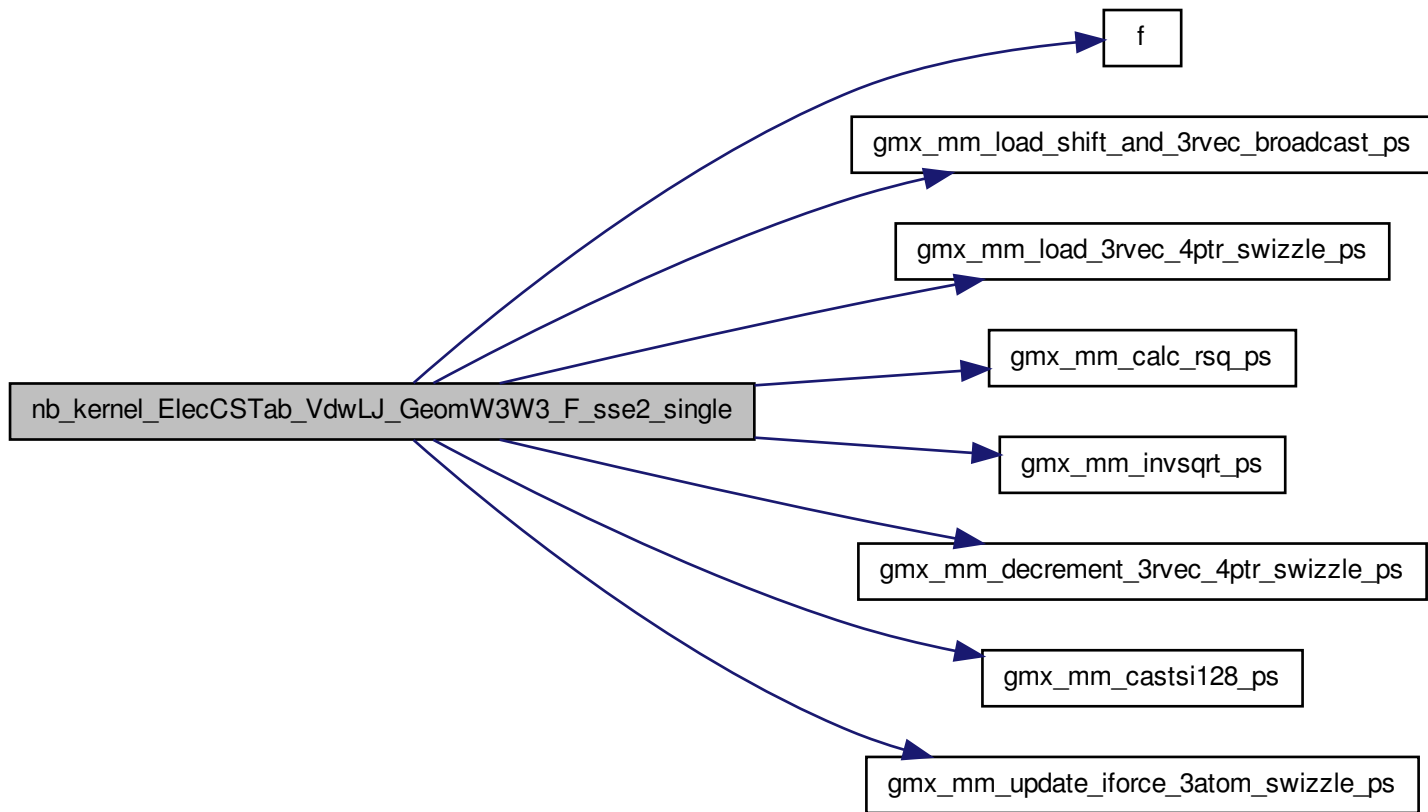 f
gmx_mm_load_shift_and_3rvec_broadcast_ps
gmx_mm_load_3rvec_4ptr_swizzle_ps
gmx_mm_calc_rsq_ps
nb_kernel_ElecCSTab_VdwLJ_GeomW3W3_F_sse2_single
gmx_mm_invsqrt_ps
gmx_mm_decrement_3rvec_4ptr_swizzle_ps
gmx_mm_castsi128_ps
gmx_mm_update_iforce_3atom_swizzle_ps